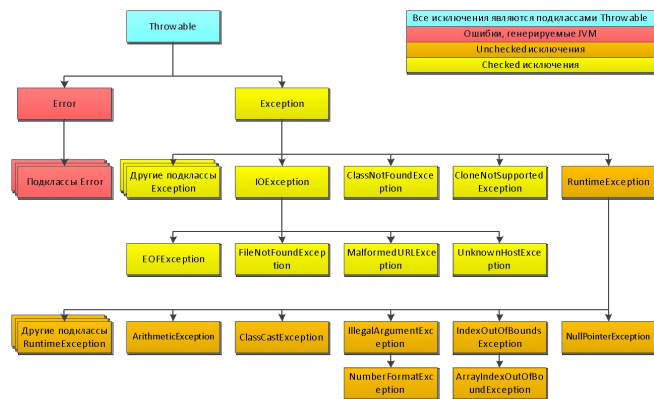 Throwable
Все исключения являются подклассами Throwable
Ошибки, генерируемые JVM
Unchecked исключения
Checked исключения
Error
Exception
Подклассы Error
Другие подклассы
Exception
IOException
ClassNotFoundExce
ption
CloneNotSupported
Exception
RuntimeException
EOFException
FileNotFoundExcep
tion
MalformedURLExce
ption
UnknownHostExce
ption
Другие подклассы
RuntimeException
ArithmeticException
ClassCastException
IllegalArgumentExc
eption
IndexOutOfBounds
Exception
NullPointerException
NumberFormatExc
eption
ArrayIndexOutOfBo
undException